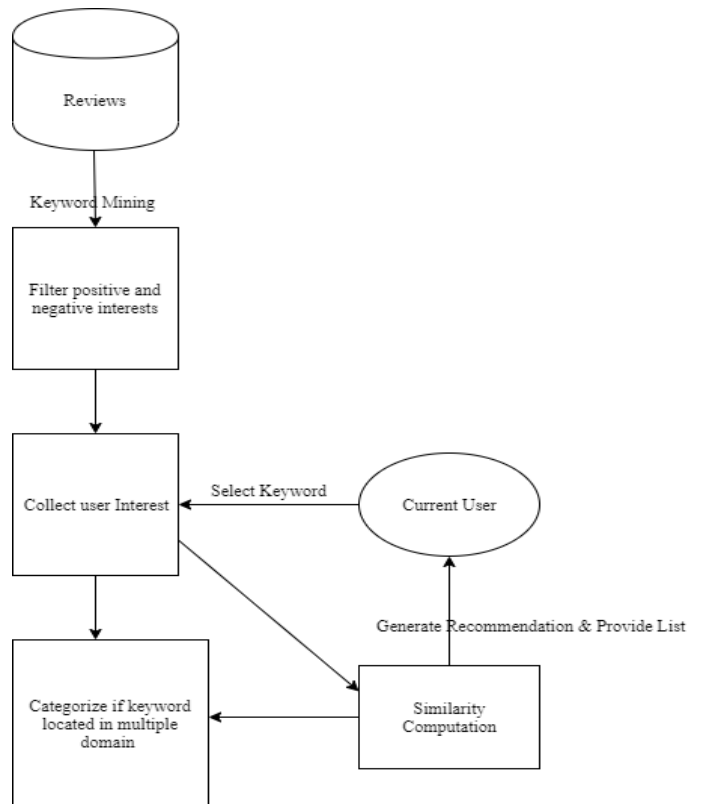 Reviews
Keyword Mining
Filter positive and
negative interests
Collect user Interest
Select Keyword
Current User
Generate Recommendation & Provide List
Categorize if keyword
located in multiple
domain
Similarity
Computation